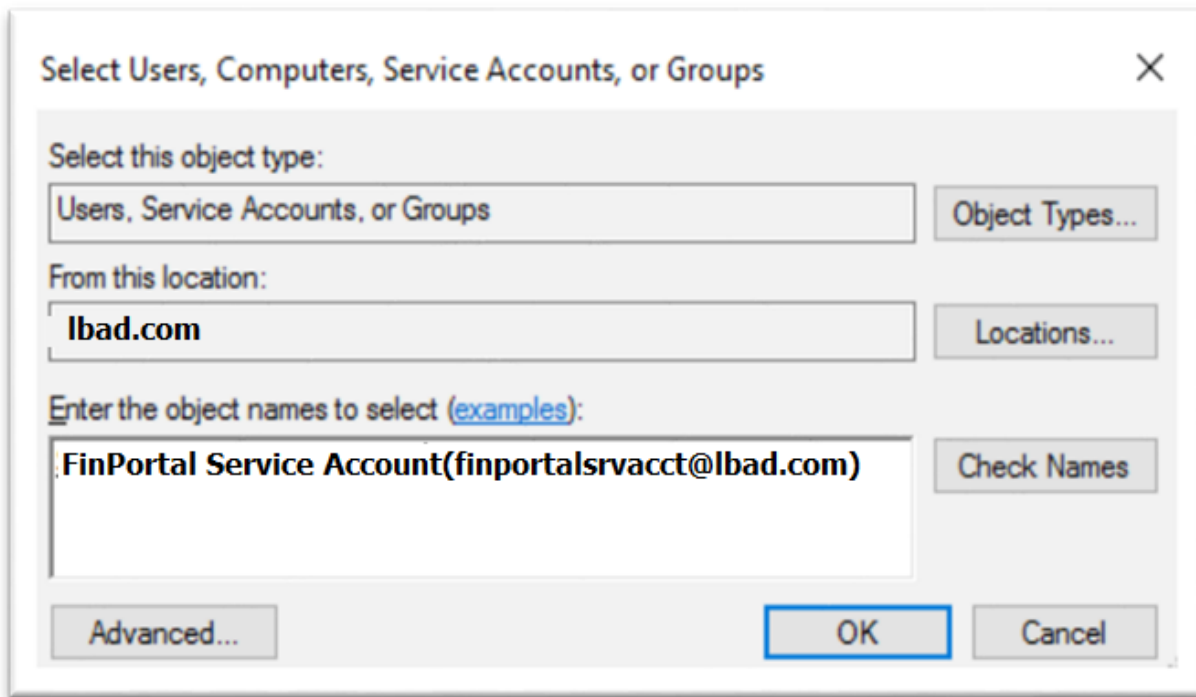 Select Users, Computers, Service Accounts, or Groups
Select this object type:
Users, Service Accounts, or Groups
Object Types...
From this location:
lbad.com
Locations...
Enter the object names to select (examples):
FinPortal Service Account(finportalsrvacct@lbad.com)
Check Names
Advanced...
OK
Cancel